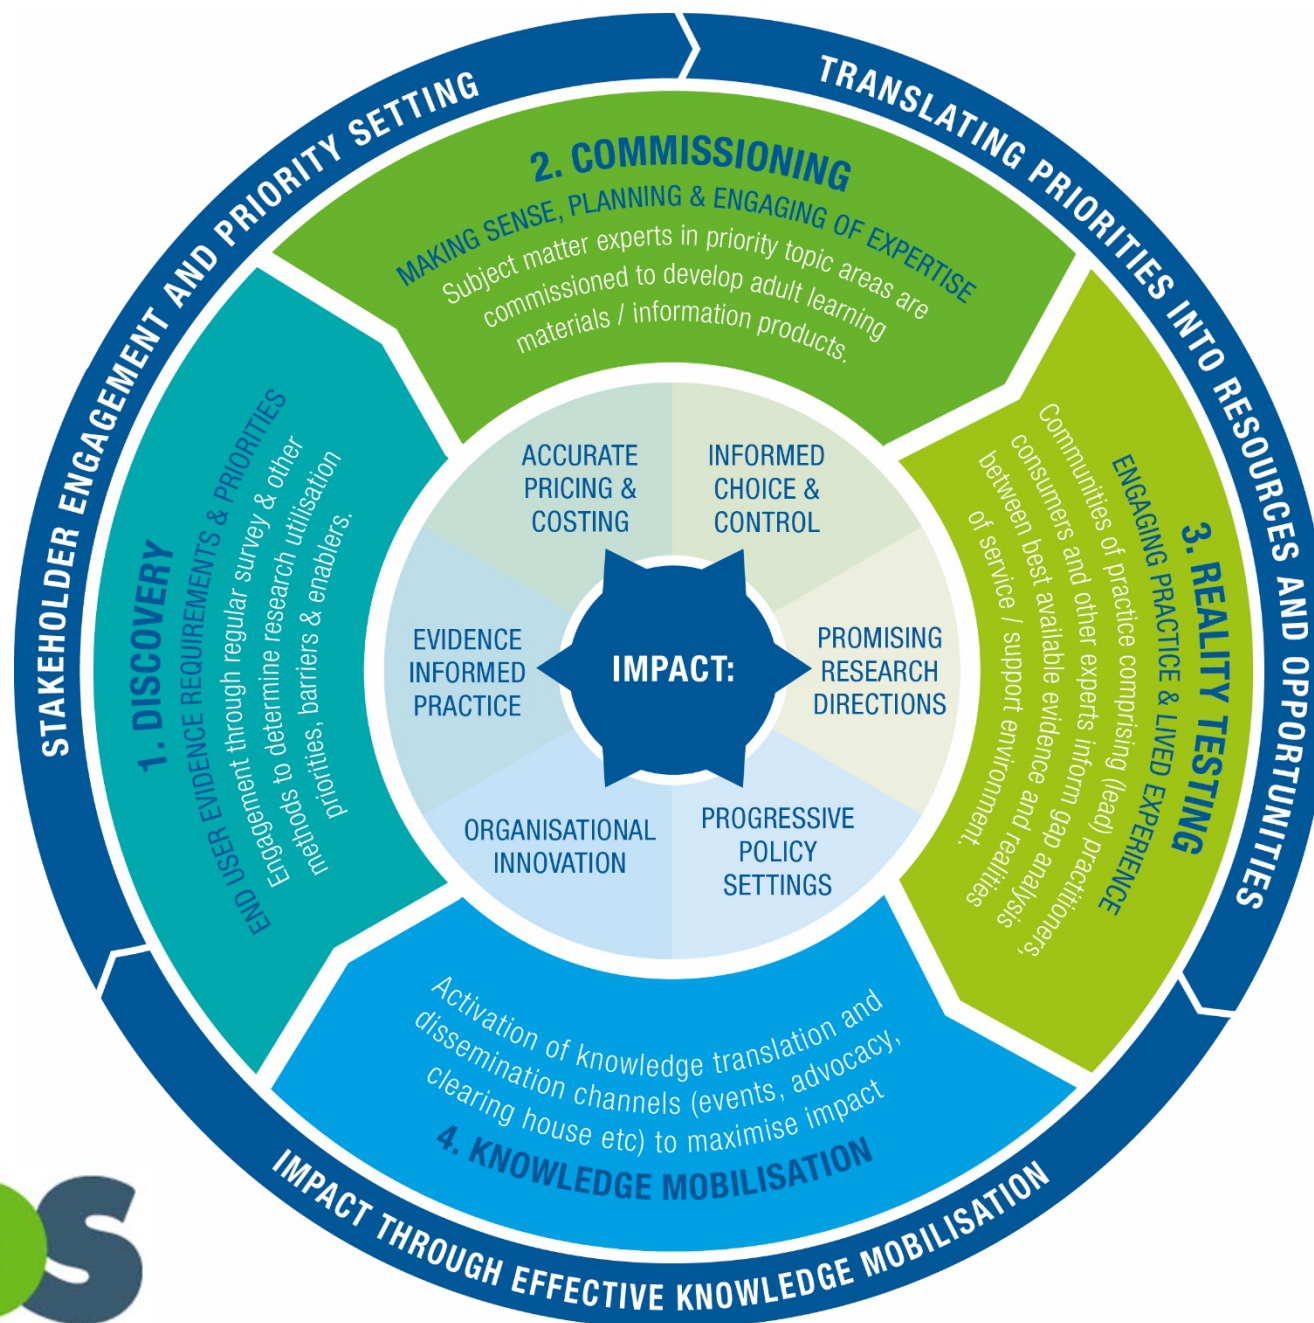 STAKEHOLDER ENGAGEMENT AND PRIORITY SETTING
TRANSLATING PRIORITIES INTO RESOURCES AND OPPORTUNITIES
IMPACT THROUGH EFFECTIVE KNOWLEDGE MOBILISATION
1. DISCOVERY
END USER EVIDENCE REQUIREMENTS & PRIORITIES
Engagement through regular survey & other
methods to determine research utilisation
priorities, barriers & enablers.
2. COMMISSIONING
MAKING SENSE, PLANNING & ENGAGING OF EXPERTISE
Subject matter experts in priority topic areas are
commissioned to develop adult learning
materials / information products.
3. REALITY TESTING
ENGAGING PRACTICE & LIVED EXPERIENCE
Communities of practice comprising (lead) practitioners,
consumers and other experts inform gap analysis
between best available evidence and realities
of service / support environment.
Activation of knowledge translation and
dissemination channels (events, advocacy,
clearing house etc) to maximise impact
4. KNOWLEDGE MOBILISATION
ACCURATE
PRICING &
COSTING
INFORMED
CHOICE &
CONTROL
EVIDENCE
INFORMED
PRACTICE
IMPACT:
PROMISING
RESEARCH
DIRECTIONS
ORGANISATIONAL
INNOVATION
PROGRESSIVE
POLICY
SETTINGS